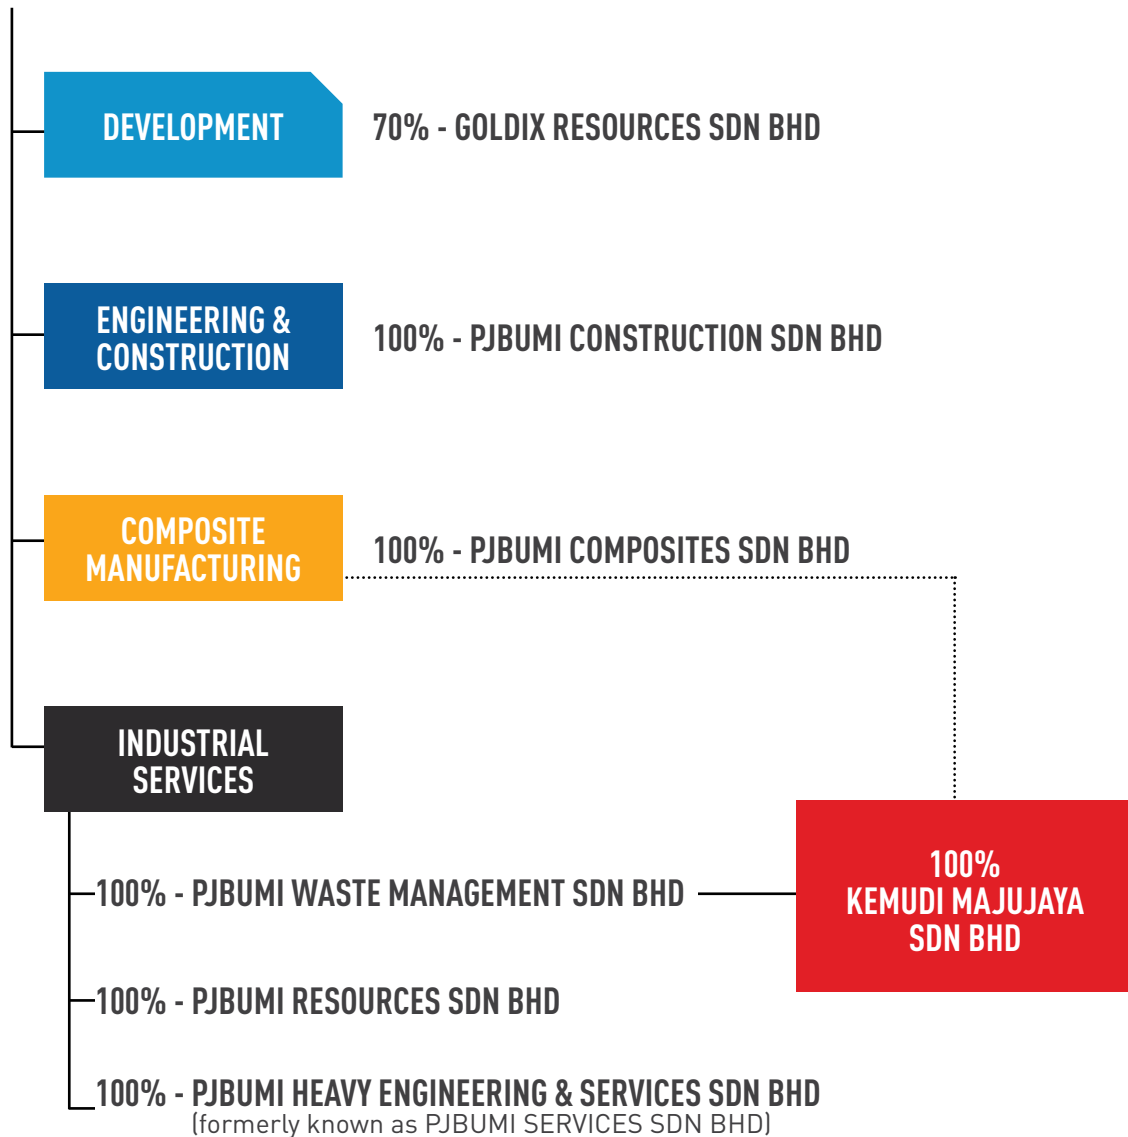 DEVELOPMENT
70% - GOLDIX RESOURCES SDN BHD
ENGINEERING &
CONSTRUCTION
100% - PJBUMI CONSTRUCTION SDN BHD
COMPOSITE
MANUFACTURING
100% - PJBUMI COMPOSITES SDN BHD
INDUSTRIAL
SERVICES
100% - PJBUMI WASTE MANAGEMENT SDN BHD
100%
KEMUDI MAJUJAYA
SDN BHD
100% - PJBUMI RESOURCES SDN BHD
100% - PJBUMI HEAVY ENGINEERING & SERVICES SDN BHD
(formerly known as PJBUMI SERVICES SDN BHD)